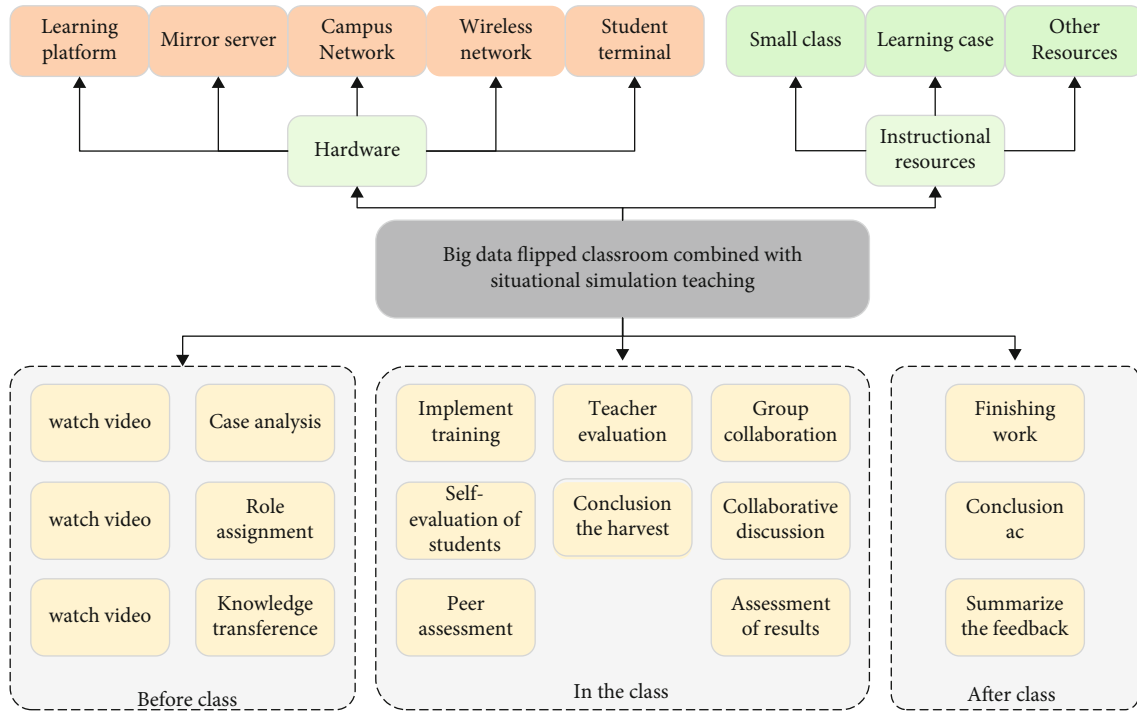 Learning
platform
Mirror server
Campus
Network
Wireless
network
Student
terminal
Small class
Learning case
Other
Resources
Hardware
Instructional
resources
Big data flipped classroom combined with
situational simulation teaching
watch video
Case analysis
watch video
Role
assignment
watch video
Knowledge
transference
Before class
Implement
training
Teacher
evaluation
Group
collaboration
Self-
evaluation of
students
Conclusion
the harvest
Collaborative
discussion
Peer
assessment
Assessment
of results
In the class
Finishing
work
Conclusion
ac
Summarize
the feedback
After class